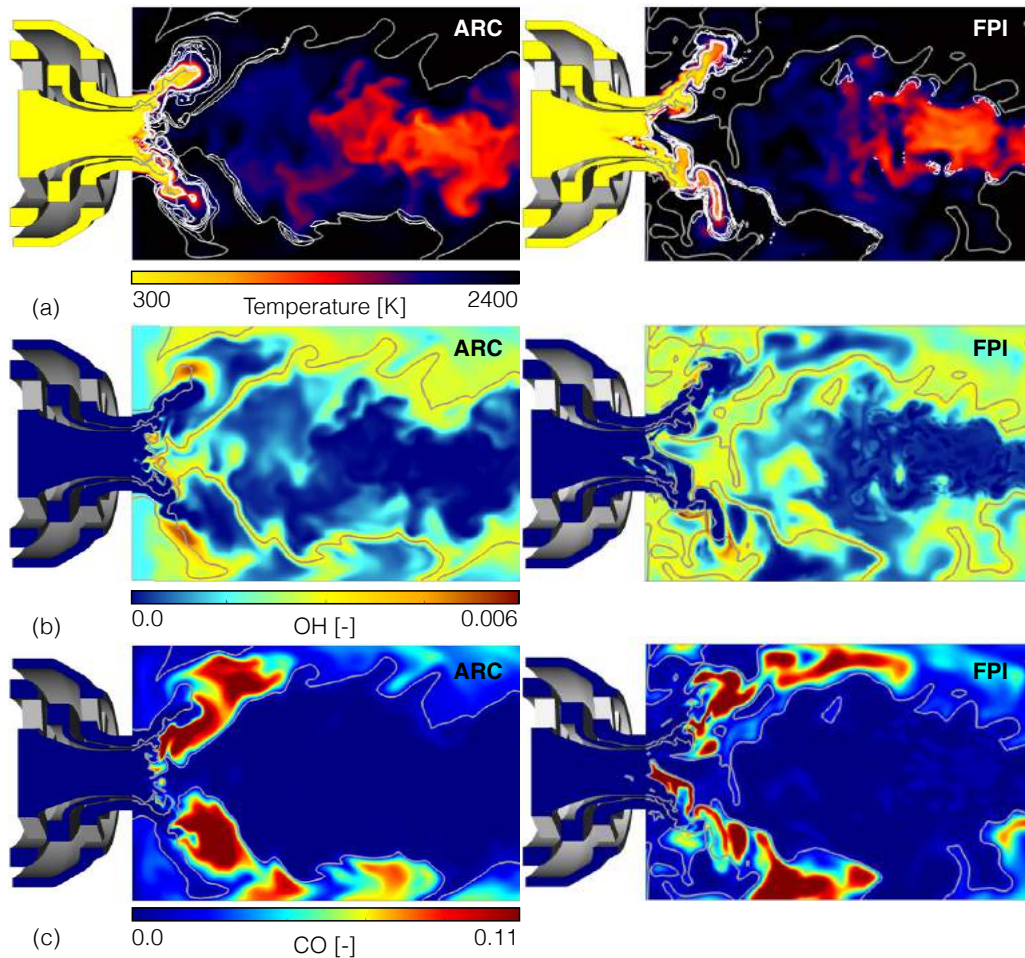 ARC FPI
300 2400
Temperature [K]
(a)
ARC FPI
0.0 0.006
OH [-]
(b)
ARC FPI
0.0 0.11
CO [-]
(c)